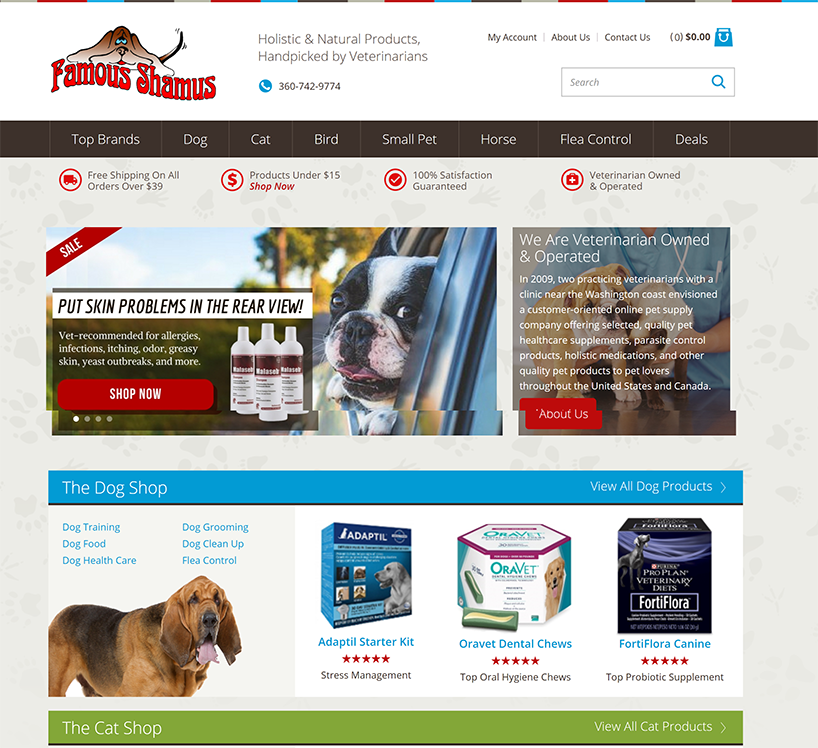 Famous Shamus
Holistic & Natural Products,
Handpicked by Veterinarians
360-742-9774
My Account
About Us
Contact Us
(0) $0.00
Search
Top Brands
Dog
Cat
Bird
Small Pet
Horse
Flea Control
Deals
Free Shipping On All
Orders Over $39
Products Under $15
Shop Now
100% Satisfaction
Guaranteed
Veterinarian Owned
& Operated
SALE
PUT SKIN PROBLEMS IN THE REAR VIEW!
Vet-recommended for allergies,
infections, itching, odor, greasy
skin, yeast outbreaks, and more.
SHOP NOW
Malaseb
Malaseb
Malaseb
We Are Veterinarian Owned
& Operated
In 2009, two practicing veterinarians with a
clinic near the Washington coast envisioned
a customer-oriented online pet supply
company offering selected, quality pet
healthcare supplements, parasite control
products, holistic medications, and other
quality pet products to pet lovers
throughout the United States and Canada.
About Us
The Dog Shop
View All Dog Products
Dog Training
Dog Food
Dog Health Care
Dog Grooming
Dog Clean Up
Flea Control
ADAPTIL
Adaptil Starter Kit
Stress Management
ORAVET
DENTAL HYGIENE CHEWS
ORAVET
Oravet Dental Chews
Top Oral Hygiene Chews
FortiFlora
PURINA
PRO PLAN
VETERINARY
DIETS
FortiFlora
FortiFlora Canine
Top Probiotic Supplement
The Cat Shop
View All Cat Products